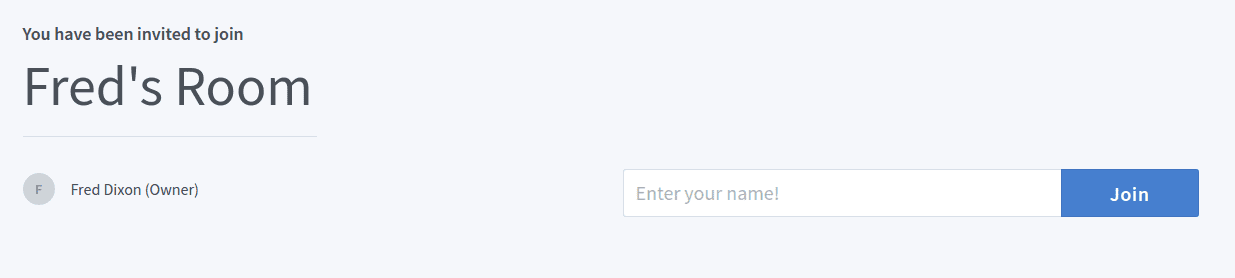 You have been invited to join
Fred's Room
F
Fred Dixon (Owner)
Enter your name!
Join